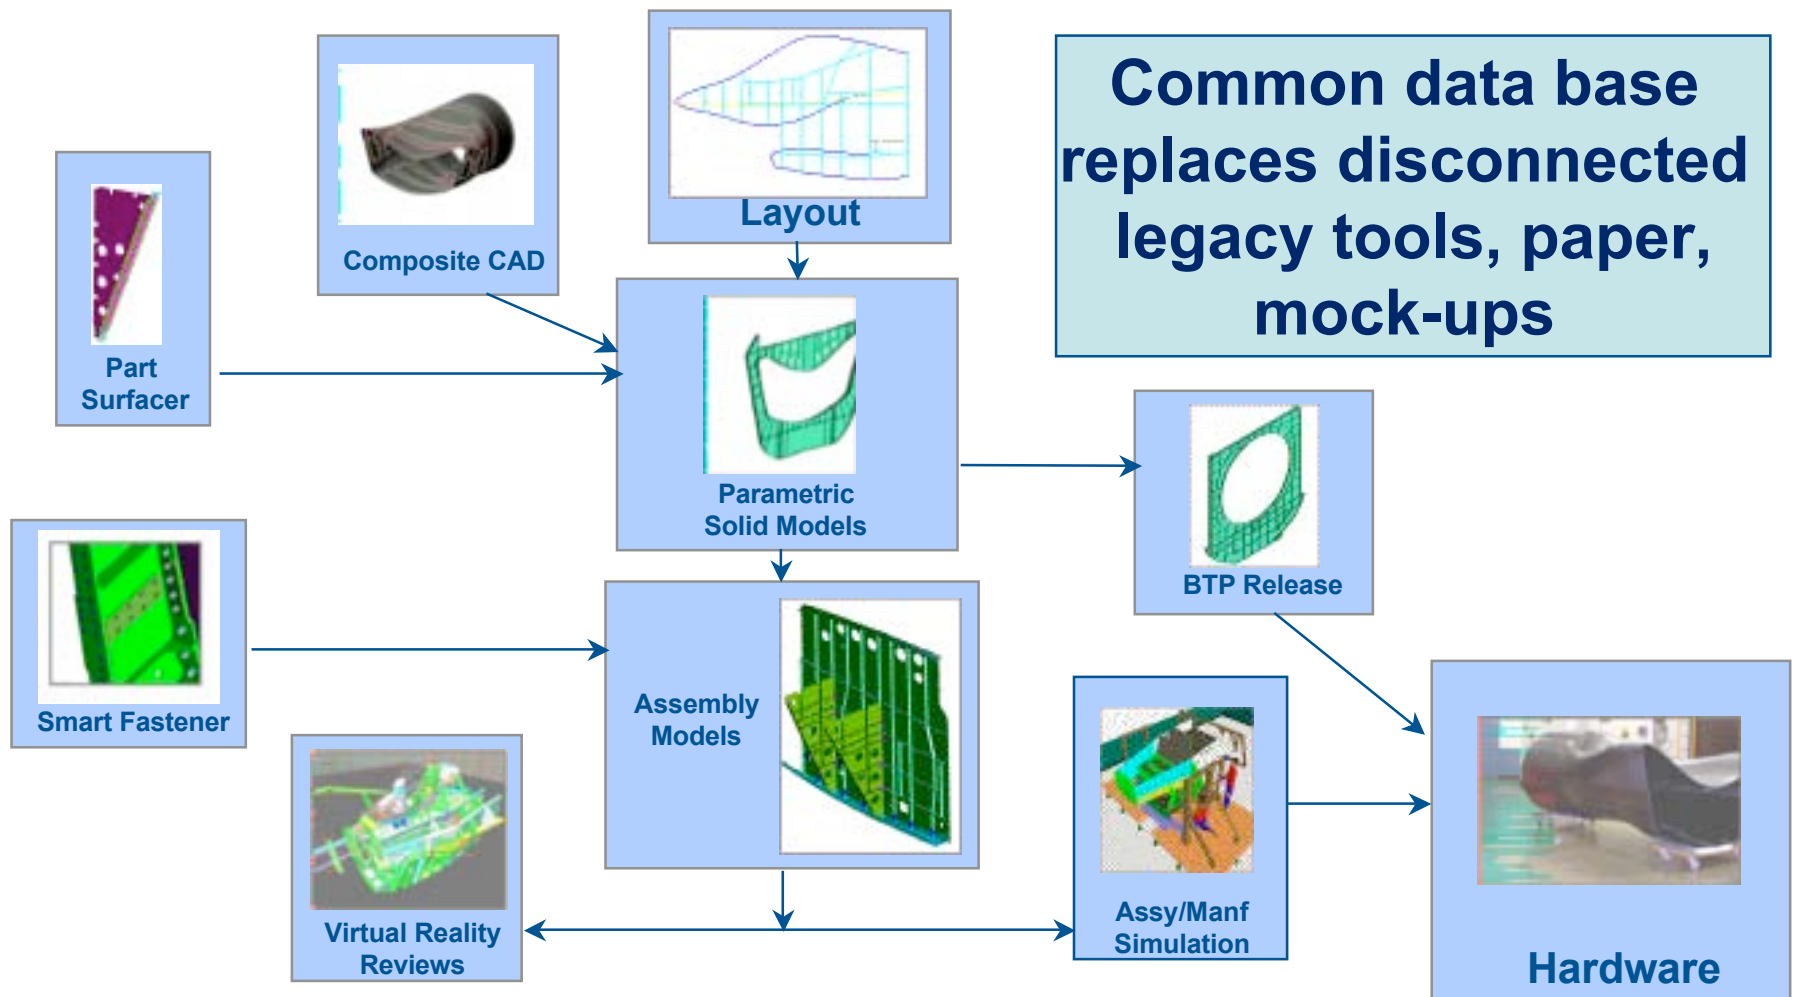 Common data base
replaces disconnected
legacy tools, paper,
mock-ups
Layout
Composite CAD
Part
Surfacer
Parametric
Solid Models
BTP Release
Smart Fastener
Assembly
Models
Virtual Reality
Reviews
Assy/Manf
Simulation
Hardware